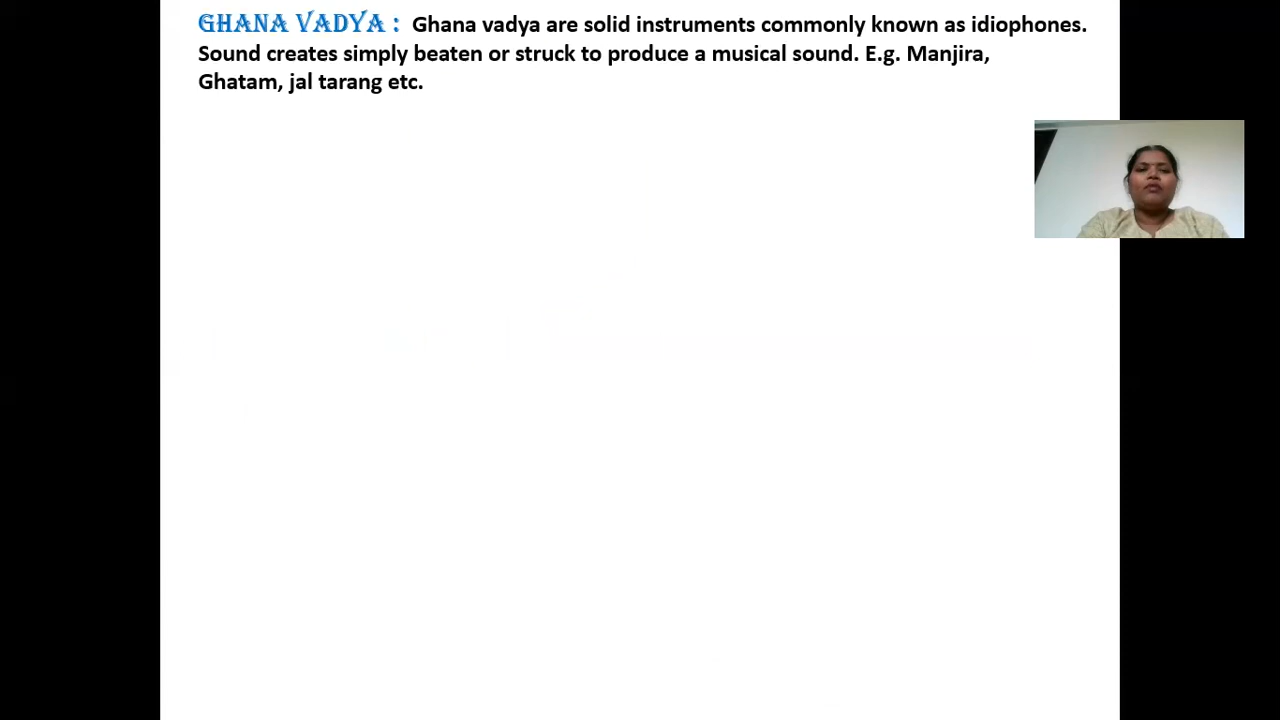 GHANA VADYA : Ghana vadya are solid instruments commonly known as idiophones.
Sound creates simply beaten or struck to produce a musical sound. E.g. Manjira,
Ghatam, jal tarang etc.